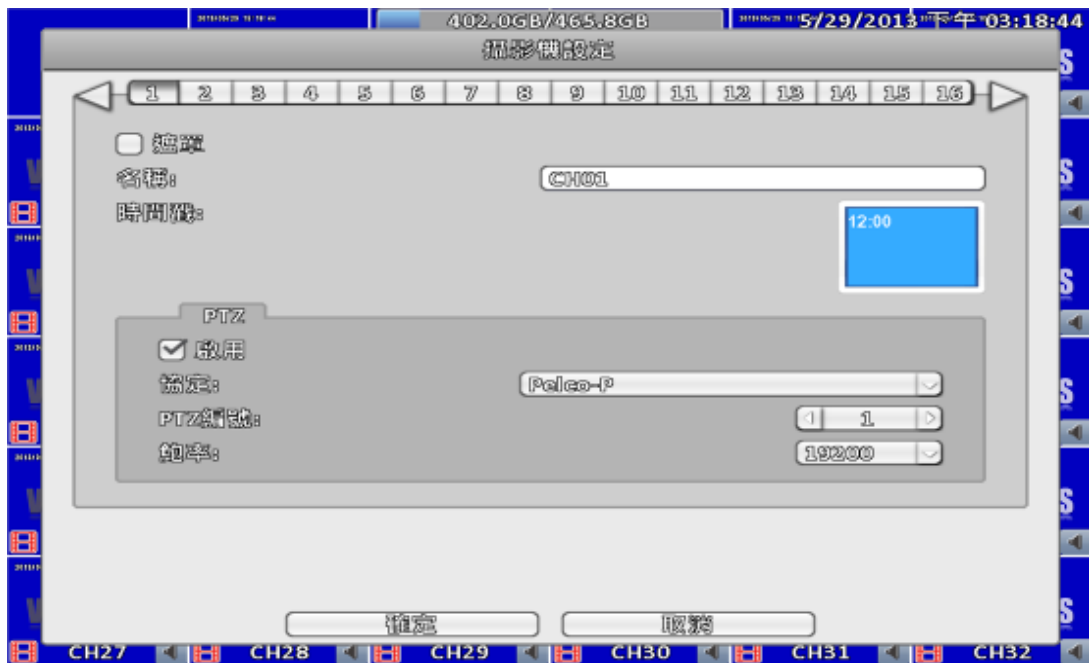 402.0GB/465.8GB
5/29/2013 下午 03:18:44
攝影機設定
1 2 3 4 5 6 7 8 9 10 11 12 13 14 15 16
遮罩
名稱: CH01
時間戳:
12:00
PTZ
啟用
協定: Pelco-P
PTZ編號: 1
鮑率: 19200
確定 取消
CH27 CH28 CH29 CH30 CH31 CH32